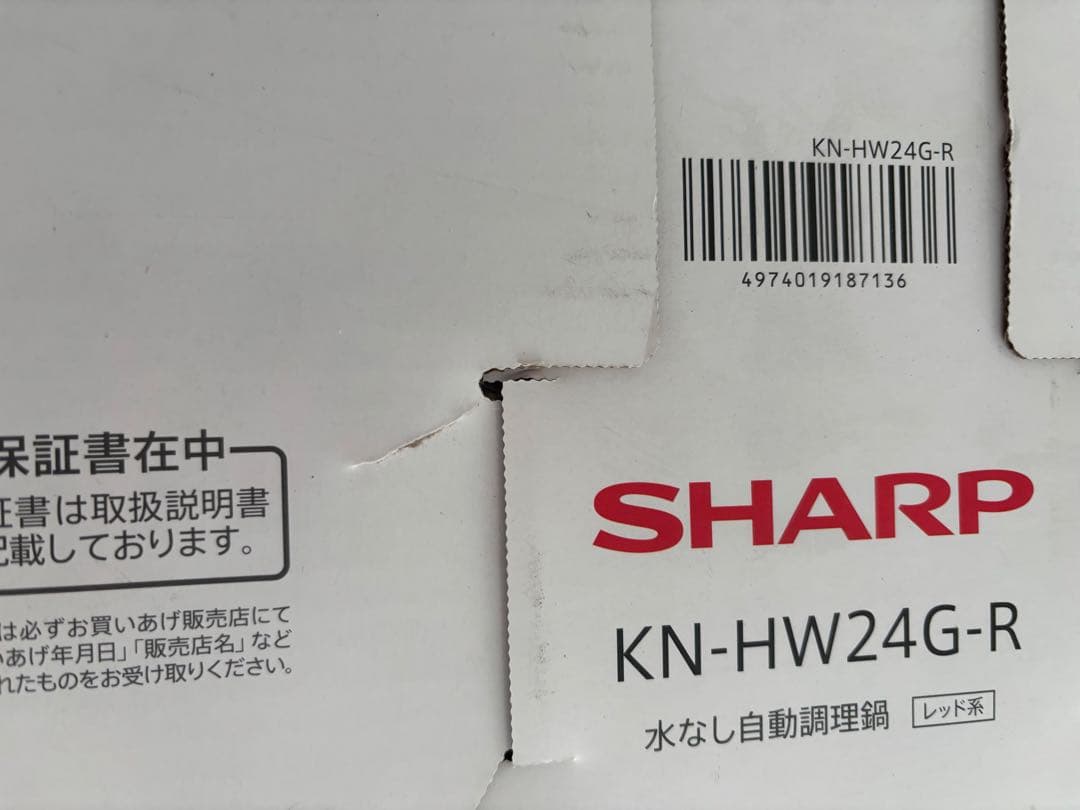 KN-HW24G-R
4974019187136
保証書在中
証書は取扱説明書
記載しております。
は必ずお買いあげ販売店にて
いあげ年月日」「販売店名」など
れたものをお受け取りください。
SHARP
KN-HW24G-R
水なし自動調理鍋 レッド系